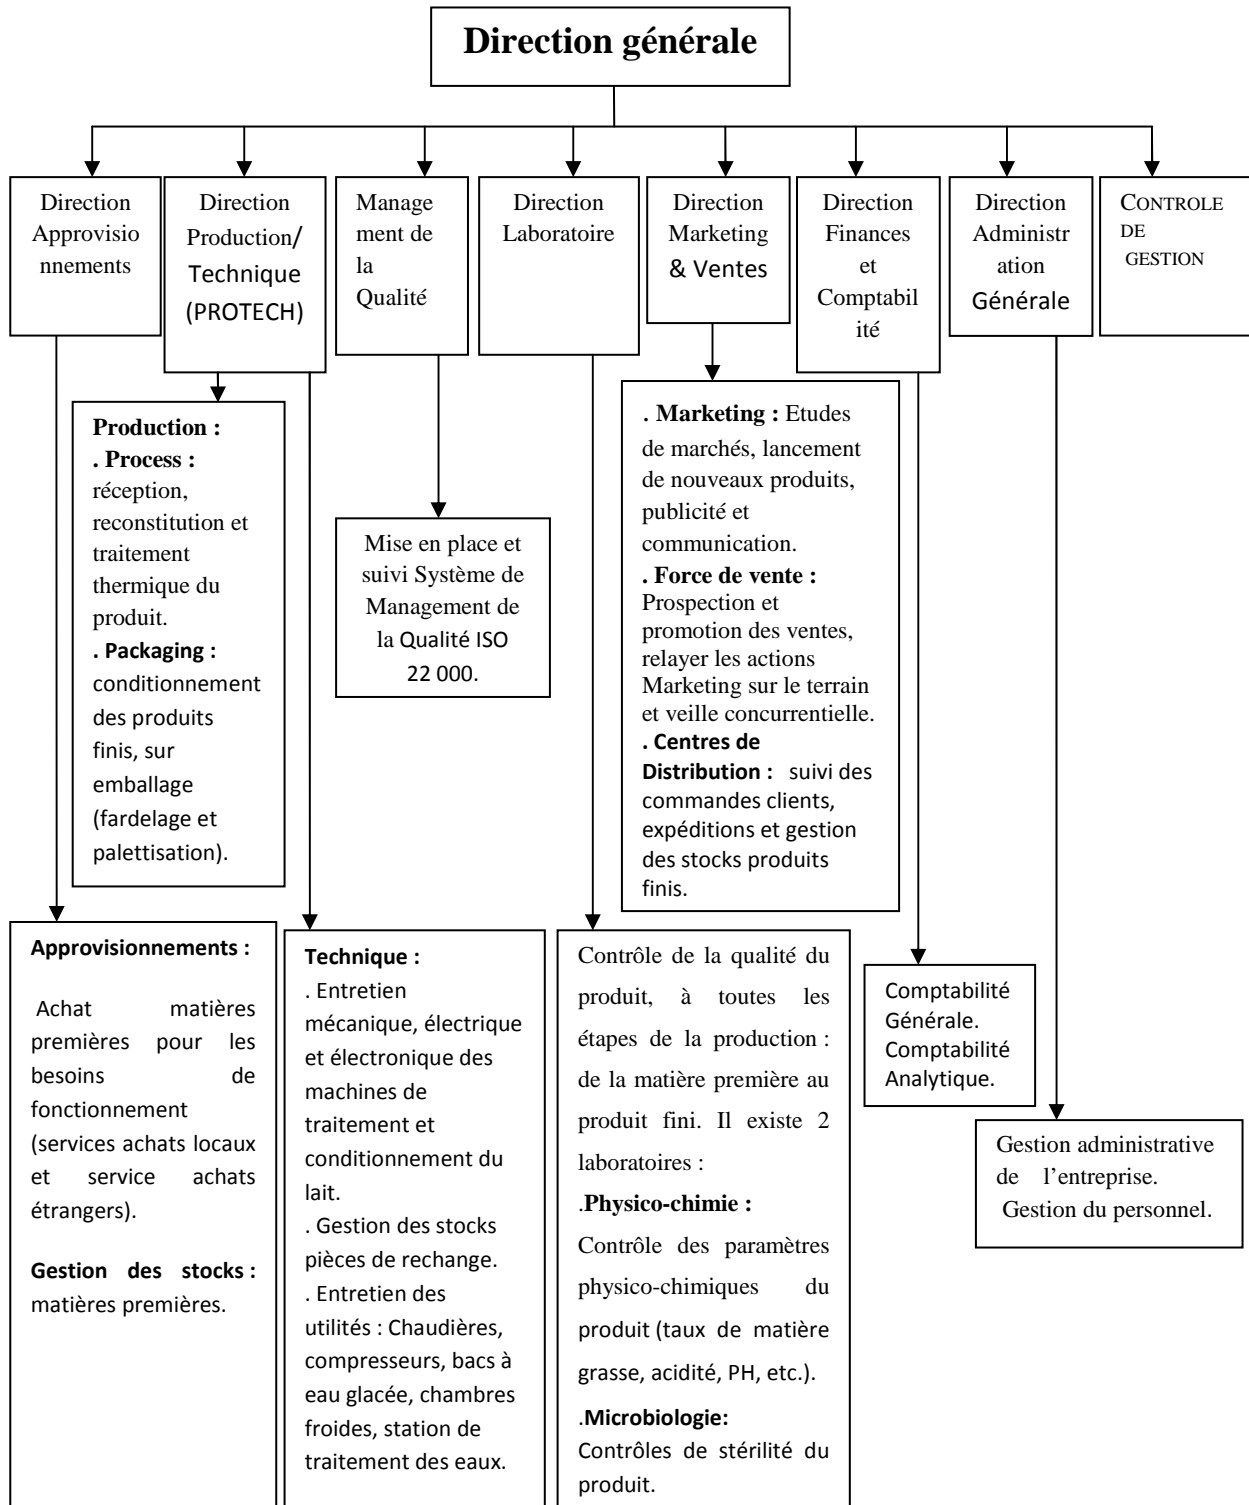 Direction générale
Direction
Approvisio
nnements
Direction
Production/
Technique
(PROTECH)
Manage
ment de
la
Qualité
Direction
Laboratoire
Direction
Marketing
& Ventes
Direction
Finances
et
Comptabil
ité
Direction
Administr
ation
Générale
CONTROLE
DE
GESTION
Production :
. Process :
réception,
reconstitution et
traitement
thermique du
produit.
. Packaging :
conditionnement
des produits
finis, sur
emballage
(fardelage et
palettisation).
Mise en place et
suivi Système de
Management de
la Qualité ISO
22 000.
. Marketing : Etudes
de marchés, lancement
de nouveaux produits,
publicité et
communication.
. Force de vente :
Prospection et
promotion des ventes,
relayer les actions
Marketing sur le terrain
et veille concurrentielle.
. Centres de
Distribution : suivi des
commandes clients,
expéditions et gestion
des stocks produits
finis.
Approvisionnements :
Achat matières
premières pour les
besoins de
fonctionnement
(services achats locaux
et service achats
étrangers).
Gestion des stocks :
matières premières.
Technique :
. Entretien
mécanique, électrique
et électronique des
machines de
traitement et
conditionnement du
lait.
. Gestion des stocks
pièces de rechange.
. Entretien des
utilités : Chaudières,
compresseurs, bacs à
eau glacée, chambres
froides, station de
traitement des eaux.
Contrôle de la qualité du
produit, à toutes les
étapes de la production :
de la matière première au
produit fini. Il existe 2
laboratoires :
.Physico-chimie :
Contrôle des paramètres
physico-chimiques du
produit (taux de matière
grasse, acidité, PH, etc.).
.Microbiologie:
Contrôles de stérilité du
produit.
Comptabilité
Générale.
Comptabilité
Analytique.
Gestion administrative
de l’entreprise.
Gestion du personnel.